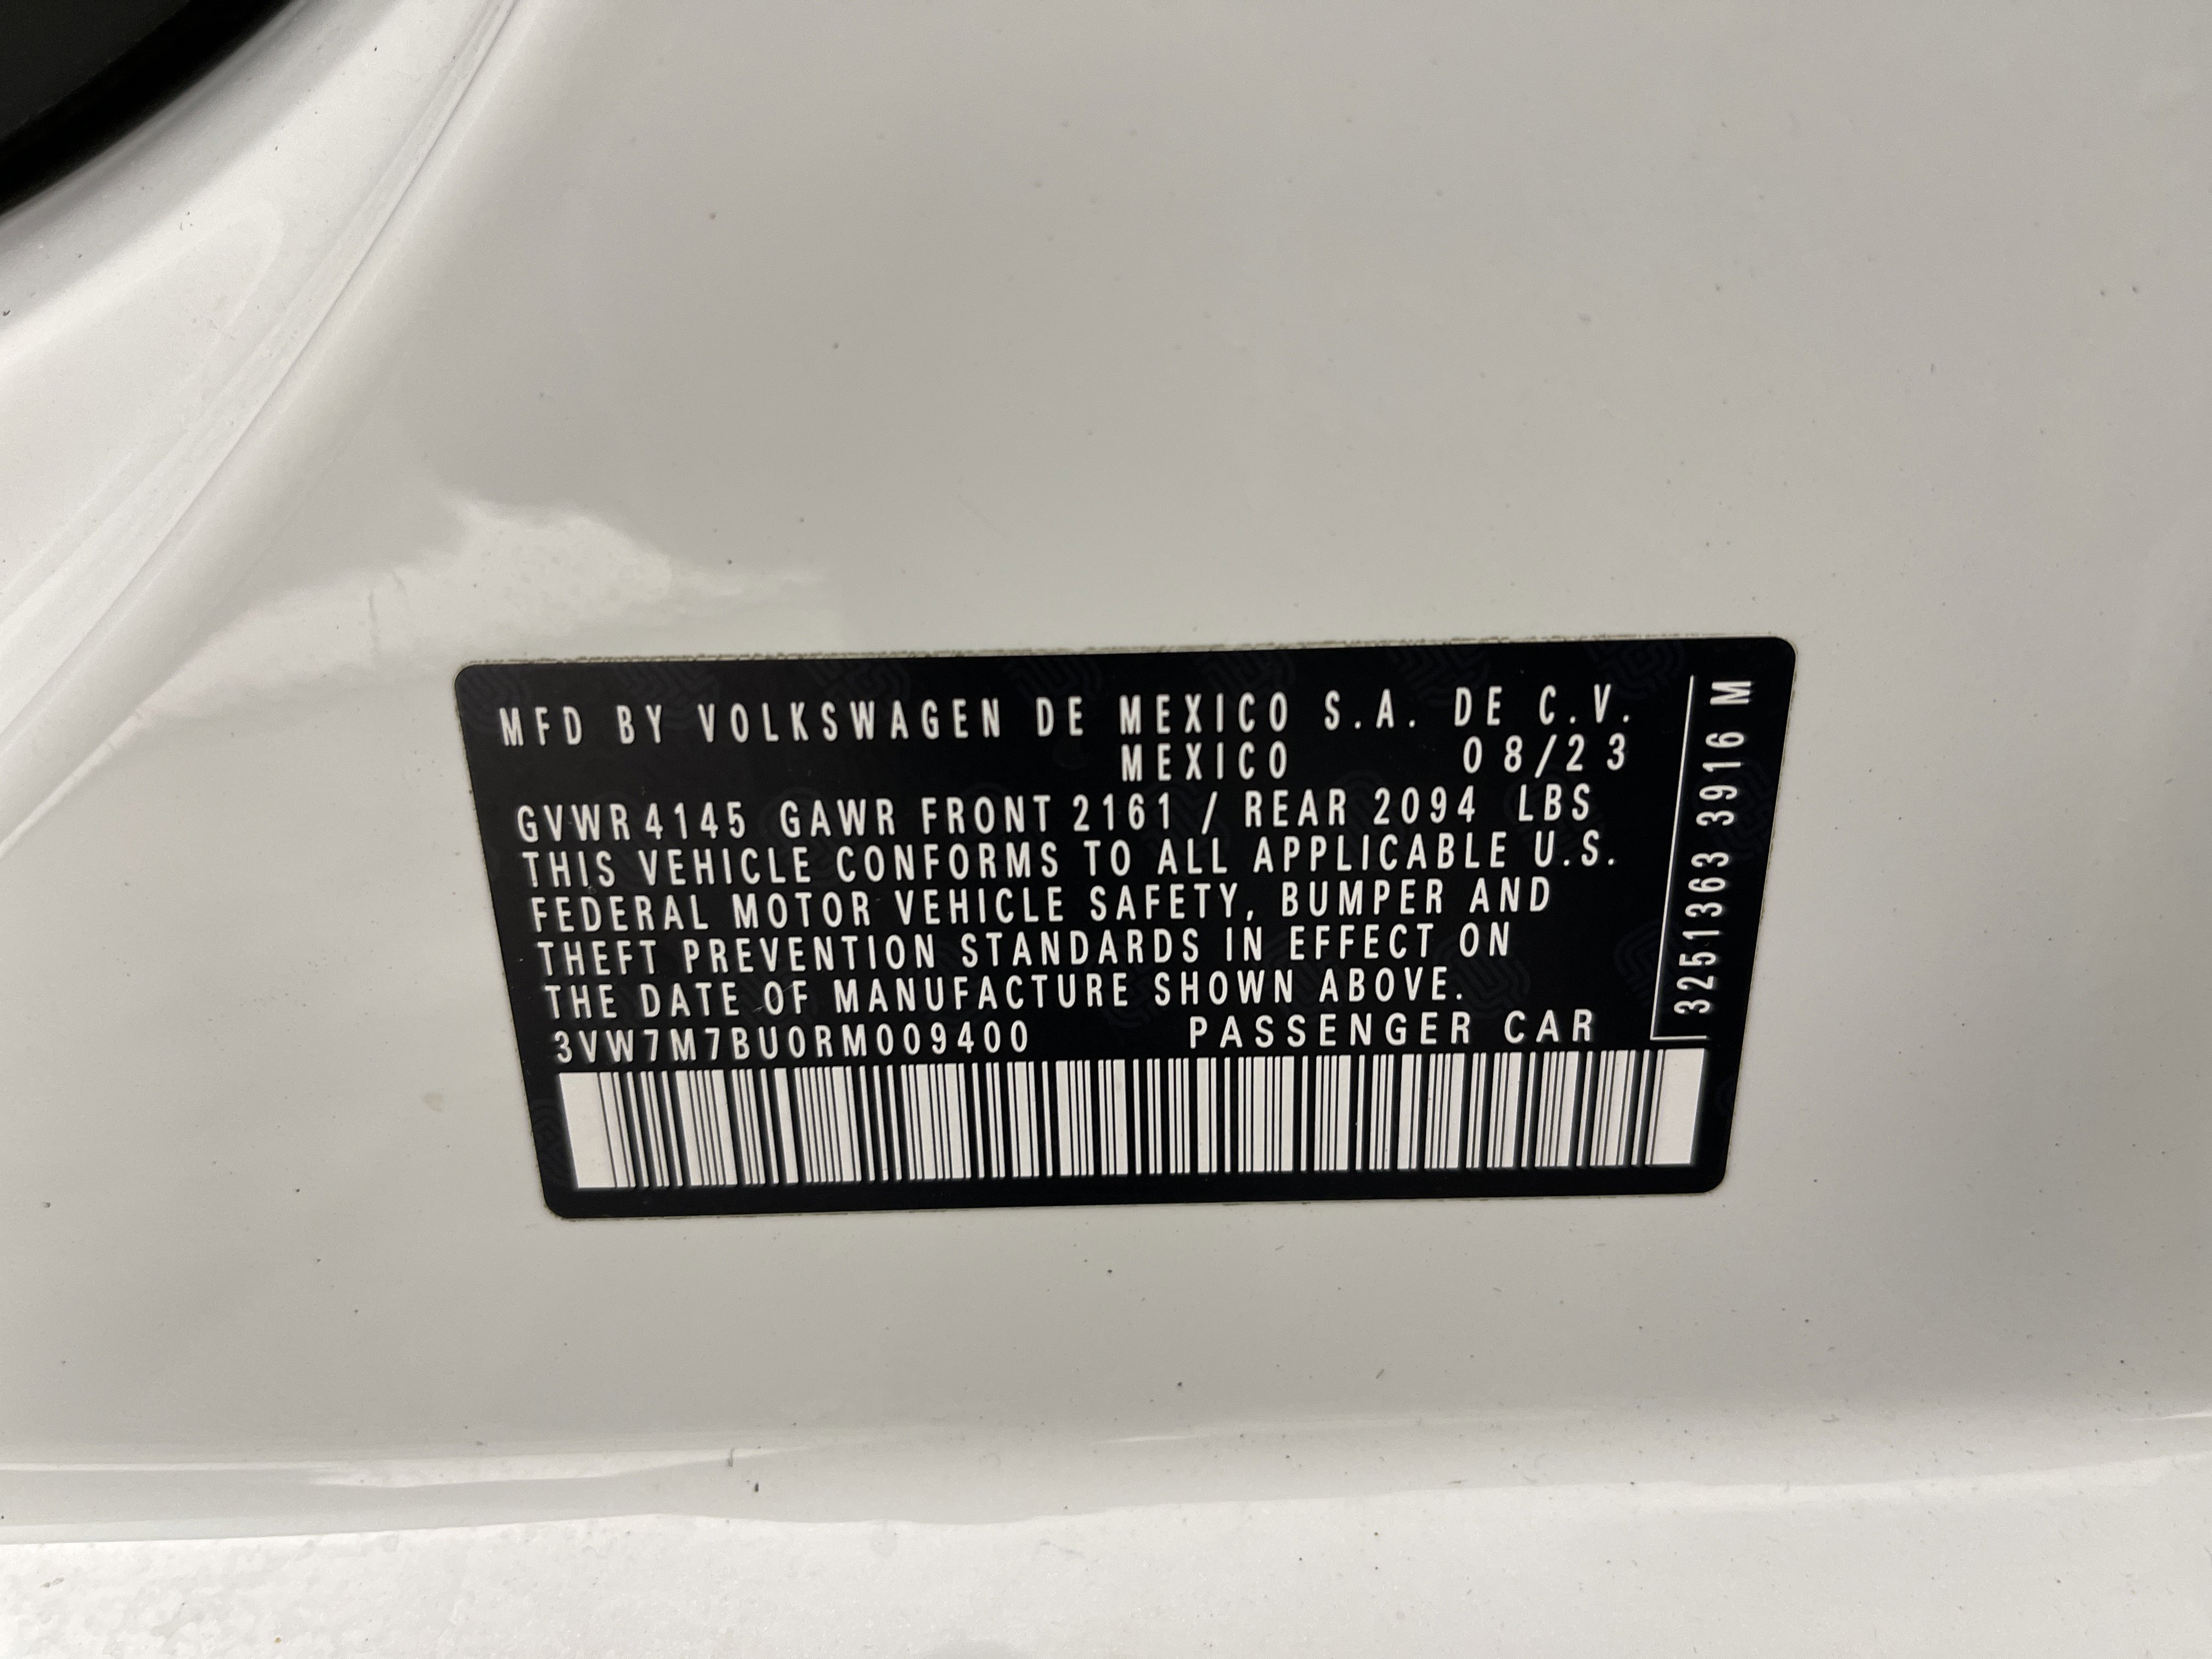 MFD BY VOLKSWAGEN DE MEXICO S.A. DE C.V.
MEXICO 08/23
GVWR 4145 GAWR FRONT 2161 / REAR 2094 LBS
THIS VEHICLE CONFORMS TO ALL APPLICABLE U.S.
FEDERAL MOTOR VEHICLE SAFETY, BUMPER AND
THEFT PREVENTION STANDARDS IN EFFECT ON
THE DATE OF MANUFACTURE SHOWN ABOVE.
3VW7M7BU0RM009400 PASSENGER CAR
3251363 3916 M